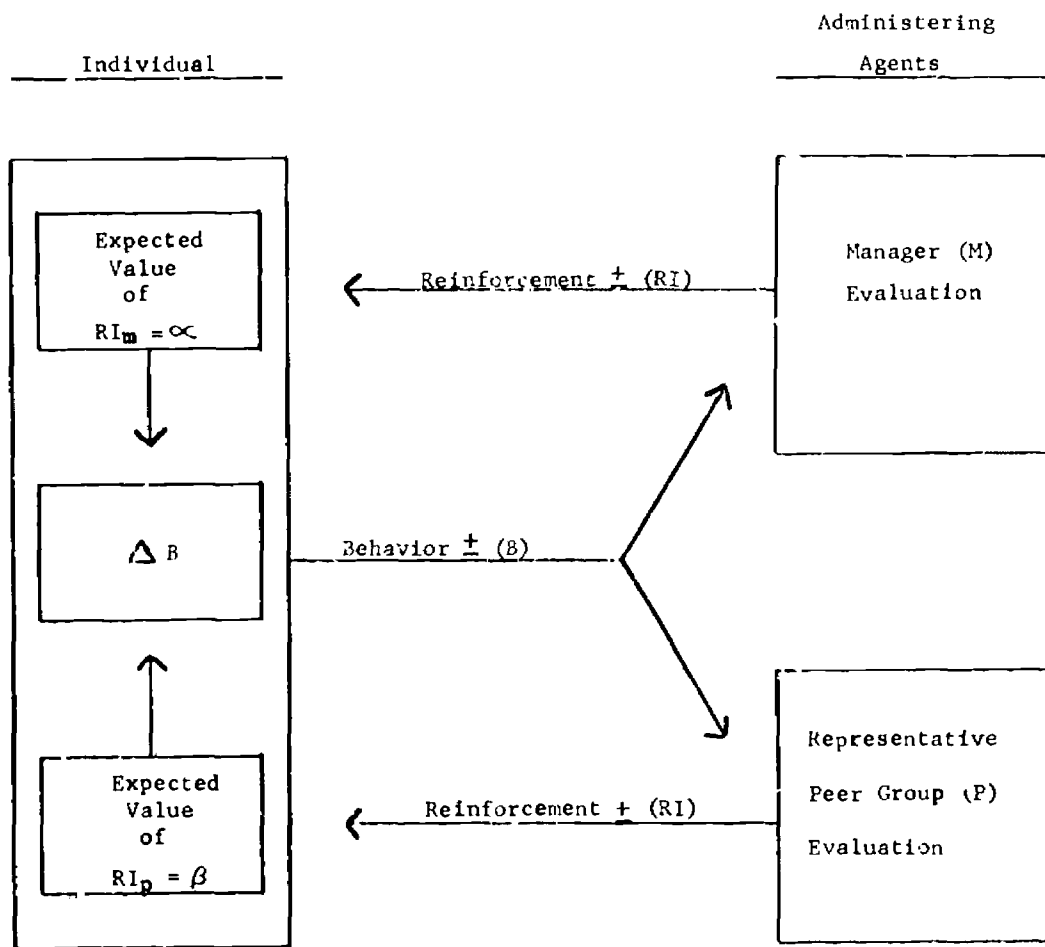 Administering
Agents
Individual
Expected
Value
of
RIm = ∝
Reinforcement ± (RI)
Manager (M)
Evaluation
Δ B
Behavior ± (B)
Expected
Value
of
RIp = β
Reinforcement ± (RI)
Representative
Peer Group (P)
Evaluation